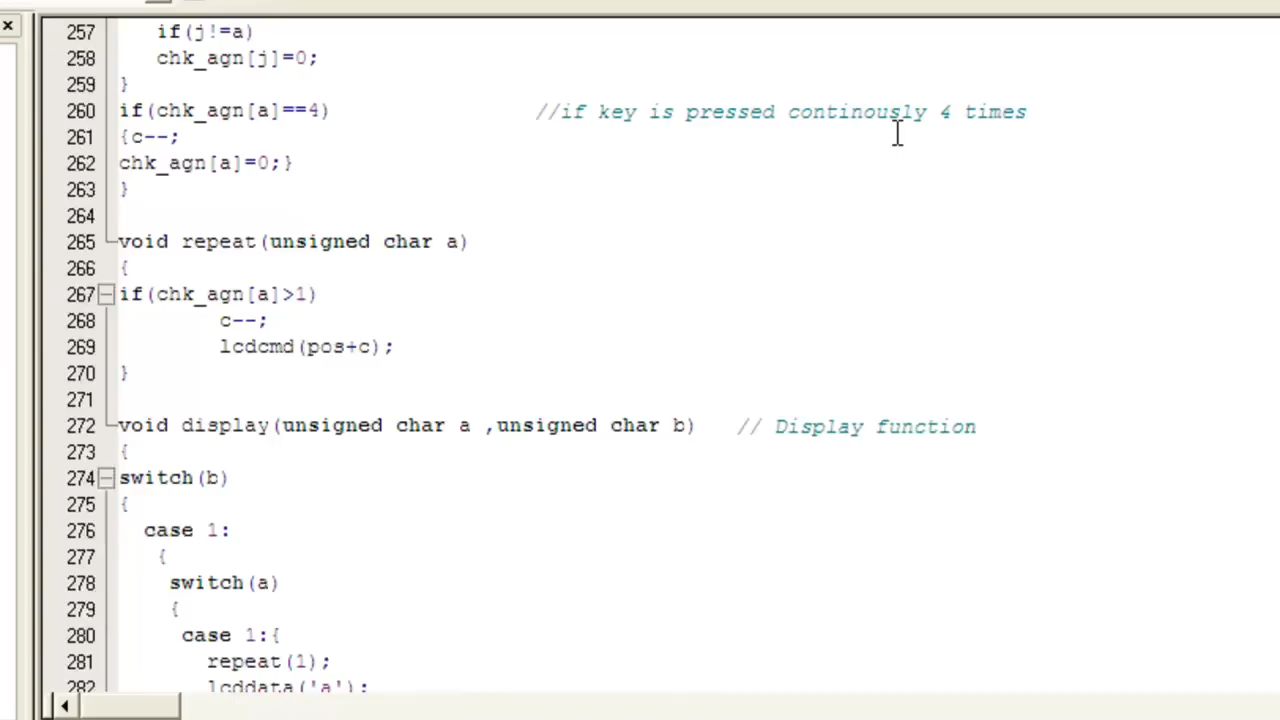 257 if(j!=a)
258 chk_agn[j]=0;
259 }
260 if(chk_agn[a]==4) //if key is pressed continously 4 times
261 {c--;
262 chk_agn[a]=0;}
263 }
264
265 void repeat(unsigned char a)
266 {
267 if(chk_agn[a]>1)
268 c--;
269 lcdcmd(pos+c);
270 }
271
272 void display(unsigned char a ,unsigned char b) // Display function
273 {
274 switch(b)
275 {
276 case 1:
277 {
278 switch(a)
279 {
280 case 1:{
281 repeat(1);
282 lcddata('a');